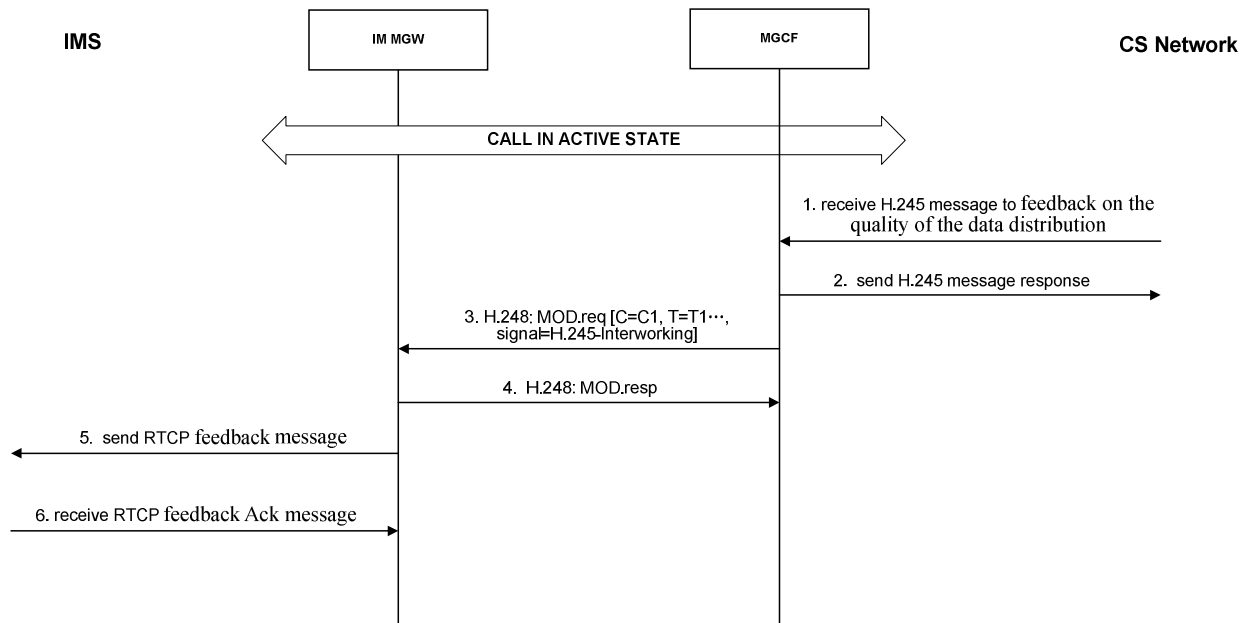 IMS
IM MGW
MGCF
CS Network
CALL IN ACTIVE STATE
1. receive H.245 message to feedback on the
quality of the data distribution
2. send H.245 message response
3. H.248: MOD.req [C=C1, T=T1⋯,
signal=H.245-Interworking]
4. H.248: MOD.resp
5. send RTCP feedback message
6. receive RTCP feedback Ack message